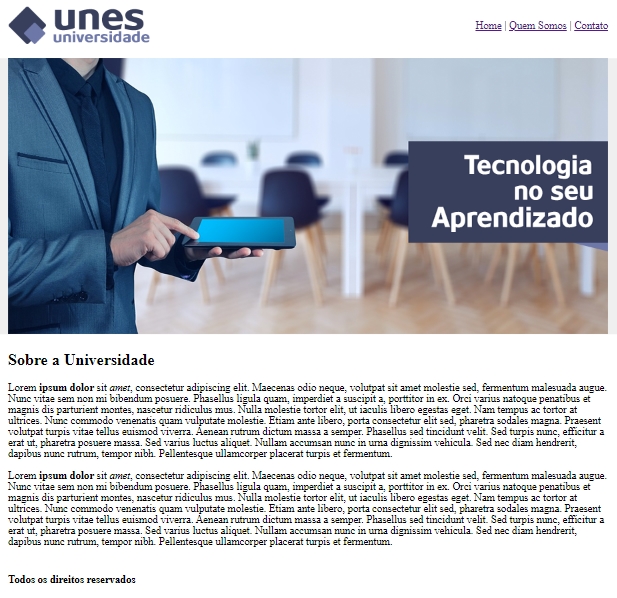 unes
universidade
Home | Quem Somos | Contato
Tecnologia
no seu
Aprendizado
Sobre a Universidade
Lorem ipsum dolor sit amet, consectetur adipiscing elit. Maecenas odio neque, volutpat sit amet molestie sed, fermentum malesuada augue.
Nunc vitae sem non mi bibendum posuere. Phasellus ligula quam, imperdiet a suscipit a, porttitor in ex. Orci varius natoque penatibus et
magnis dis parturient montes, nascetur ridiculus mus. Nulla molestie tortor elit, ut iaculis libero egestas eget. Nam tempus ac tortor at
ultrices. Nunc commodo venenatis quam vulputate molestie. Etiam ante libero, porta consectetur elit sed, pharetra sodales magna. Praesent
volutpat turpis vitae tellus euismod viverra. Aenean rutrum dictum massa a semper. Phasellus sed tincidunt velit. Sed turpis nunc, efficitur a
erat ut, pharetra posuere massa. Sed varius luctus aliquet. Nullam accumsan nunc in urna dignissim vehicula. Sed nec diam hendrerit,
dapibus nunc rutrum, tempor nibh. Pellentesque ullamcorper placerat turpis et fermentum.
Lorem ipsum dolor sit amet, consectetur adipiscing elit. Maecenas odio neque, volutpat sit amet molestie sed, fermentum malesuada augue.
Nunc vitae sem non mi bibendum posuere. Phasellus ligula quam, imperdiet a suscipit a, porttitor in ex. Orci varius natoque penatibus et
magnis dis parturient montes, nascetur ridiculus mus. Nulla molestie tortor elit, ut iaculis libero egestas eget. Nam tempus ac tortor at
ultrices. Nunc commodo venenatis quam vulputate molestie. Etiam ante libero, porta consectetur elit sed, pharetra sodales magna. Praesent
volutpat turpis vitae tellus euismod viverra. Aenean rutrum dictum massa a semper. Phasellus sed tincidunt velit. Sed turpis nunc, efficitur a
erat ut, pharetra posuere massa. Sed varius luctus aliquet. Nullam accumsan nunc in urna dignissim vehicula. Sed nec diam hendrerit,
dapibus nunc rutrum, tempor nibh. Pellentesque ullamcorper placerat turpis et fermentum.
Todos os direitos reservados